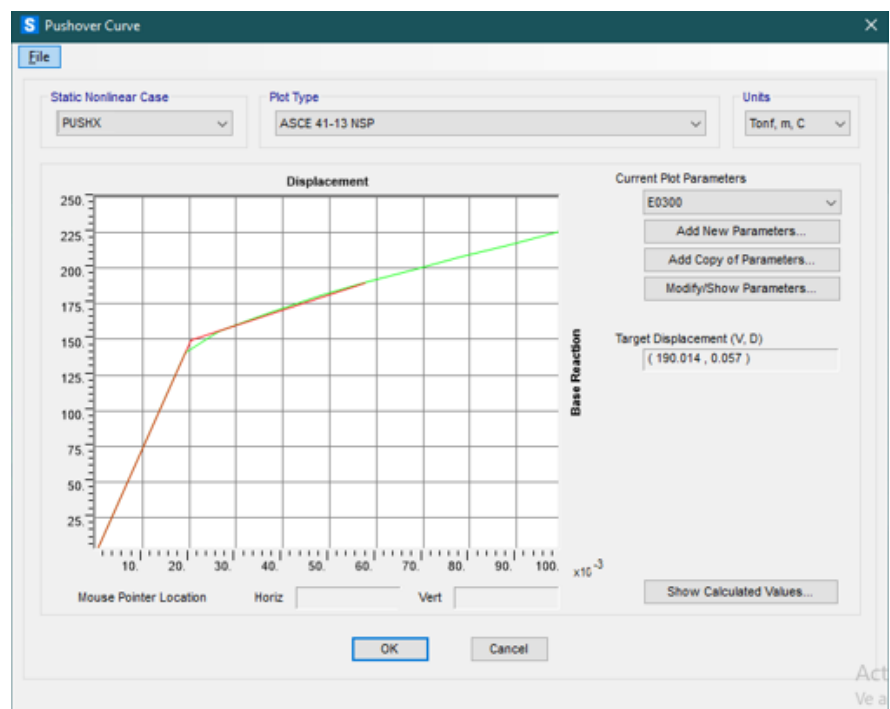 S Pushover Curve
File
Static Nonlinear Case
PUSHX
Plot Type
ASCE 41-13 NSP
Units
Tonf, m, C
Displacement
250.
225.
200.
175.
150.
125.
100.
75.
50.
25.
10. 20. 30. 40. 50. 60. 70. 80. 90. 100.
x10 -3
Base Reaction
Mouse Pointer Location Horiz Vert
Current Plot Parameters
E0300
Add New Parameters...
Add Copy of Parameters...
Modify/Show Parameters...
Target Displacement (V, D)
( 190.014 , 0.057 )
Show Calculated Values...
OK Cancel
Act
Ve a